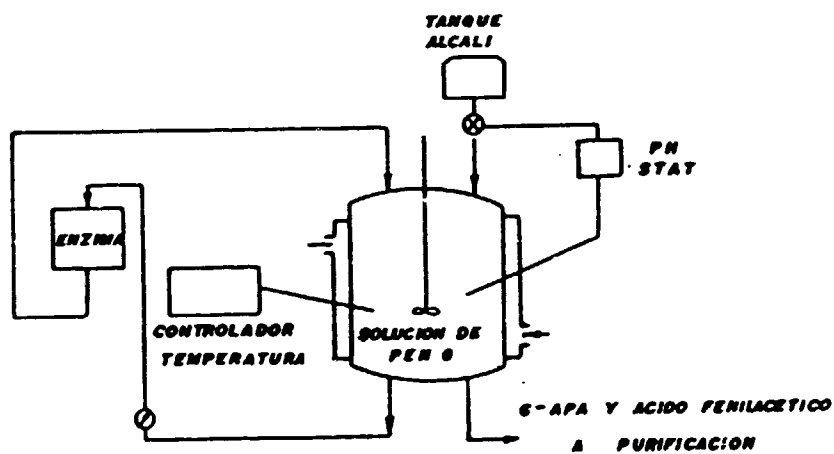 TANQUE
ALCALI
PH
STAT
ENZIMA
CONTROLADOR
TEMPERATURA
SOLUCION DE
PEN G
6-APA Y ACIDO FENILACETICO
A PURIFICACION